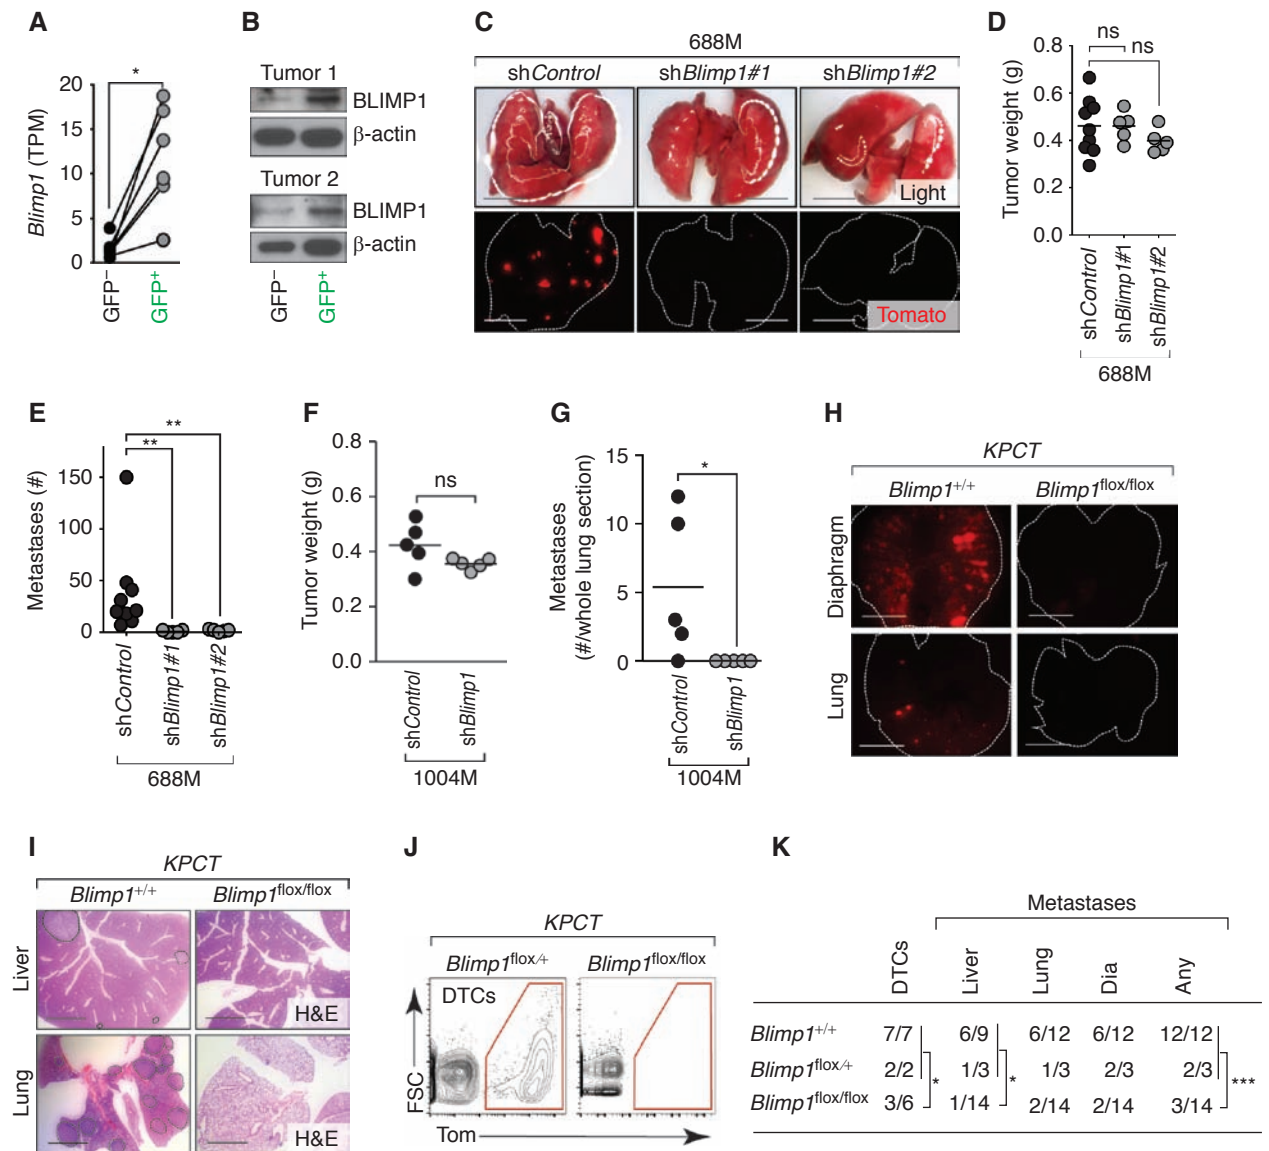 A
*
Blimp1 (TPM)
20
15
10
5
0
GFP⁻
GFP⁺
B
Tumor 1
BLIMP1
β-actin
Tumor 2
BLIMP1
β-actin
GFP⁻
GFP⁺
C
688M
shControl
shBlimp1#1
shBlimp1#2
Light
Tomato
D
ns
ns
Tumor weight (g)
0.8
0.6
0.4
0.2
0.0
shControl
shBlimp1#1
shBlimp1#2
688M
E
**
**
Metastases (#)
150
100
50
0
shControl
shBlimp1#1
shBlimp1#2
688M
F
ns
Tumor weight (g)
0.8
0.6
0.4
0.2
0.0
shControl
shBlimp1
1004M
G
*
Metastases
(#/whole lung section)
15
10
5
0
shControl
shBlimp1
1004M
H
KPCT
Blimp1⁺/⁺
Blimp1flox/flox
Diaphragm
Lung
I
KPCT
Blimp1⁺/⁺
Blimp1flox/flox
Liver
H&E
Lung
H&E
J
KPCT
Blimp1flox/+
Blimp1flox/flox
DTCs
FSC
Tom
K
Metastases
DTCs
Liver
Lung
Dia
Any
Blimp1⁺/⁺ 7/7 6/9 6/12 6/12 12/12
Blimp1flox/+ 2/2 1/3 1/3 2/3 2/3
* * ***
Blimp1flox/flox 3/6 1/14 2/14 2/14 3/14